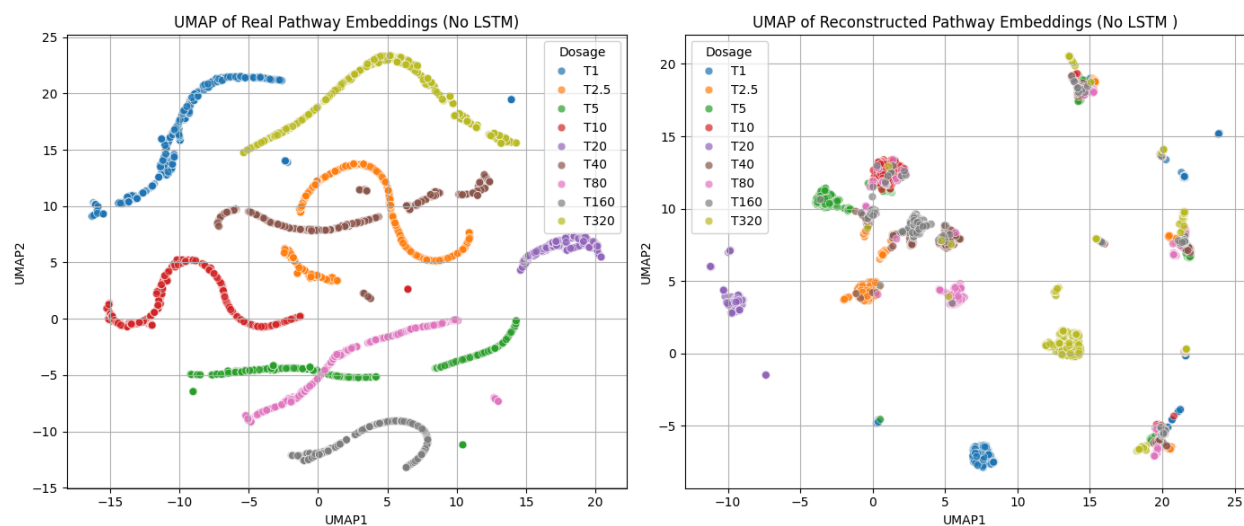 UMAP of Real Pathway Embeddings (No LSTM)
25
20
15
10
5
0
−5
−10
−15
UMAP2
−15
−10
−5
0
5
10
15
20
UMAP1
Dosage
T1
T2.5
T5
T10
T20
T40
T80
T160
T320
UMAP of Reconstructed Pathway Embeddings (No LSTM )
20
15
10
5
0
−5
UMAP2
−10
−5
0
5
10
15
20
25
UMAP1
Dosage
T1
T2.5
T5
T10
T20
T40
T80
T160
T320